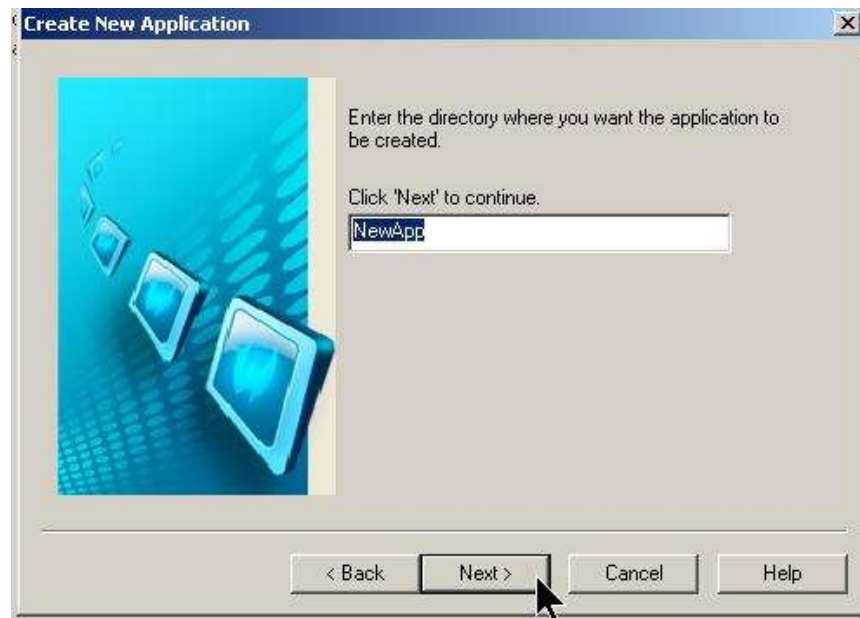 Create New Application
Enter the directory where you want the application to
be created.
Click 'Next' to continue.
NewApp
< Back
Next >
Cancel
Help